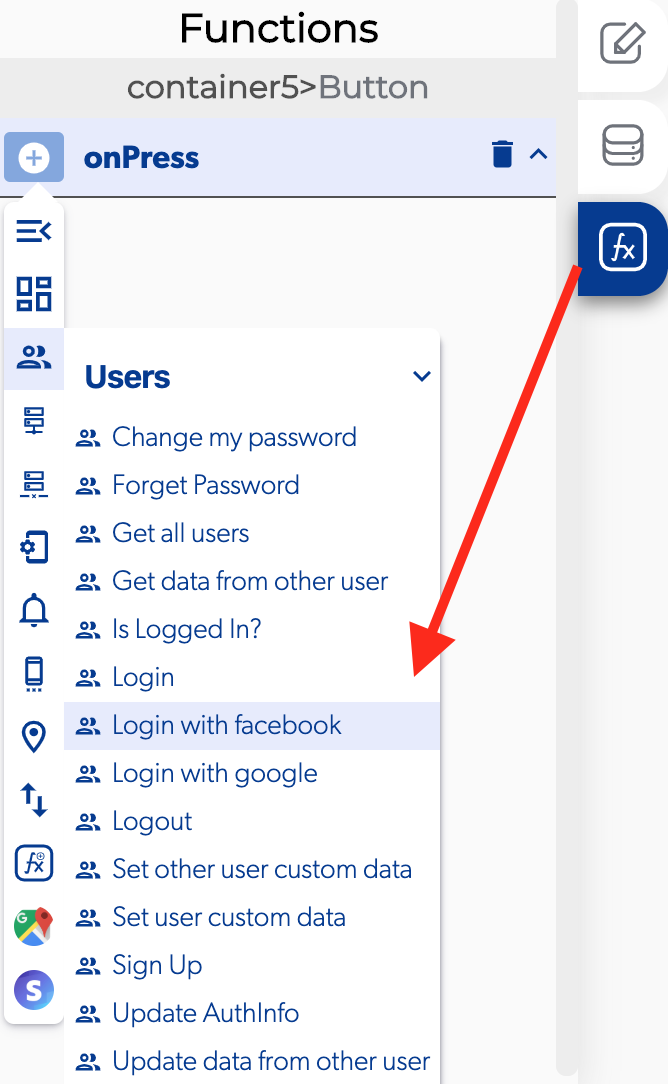 Functions
container5>Button
onPress
fx
Users
Change my password
Forget Password
Get all users
Get data from other user
Is Logged In?
Login
Login with facebook
Login with google
Logout
Set other user custom data
fx
Set user custom data
G
Sign Up
S
Update AuthInfo
Update data from other user